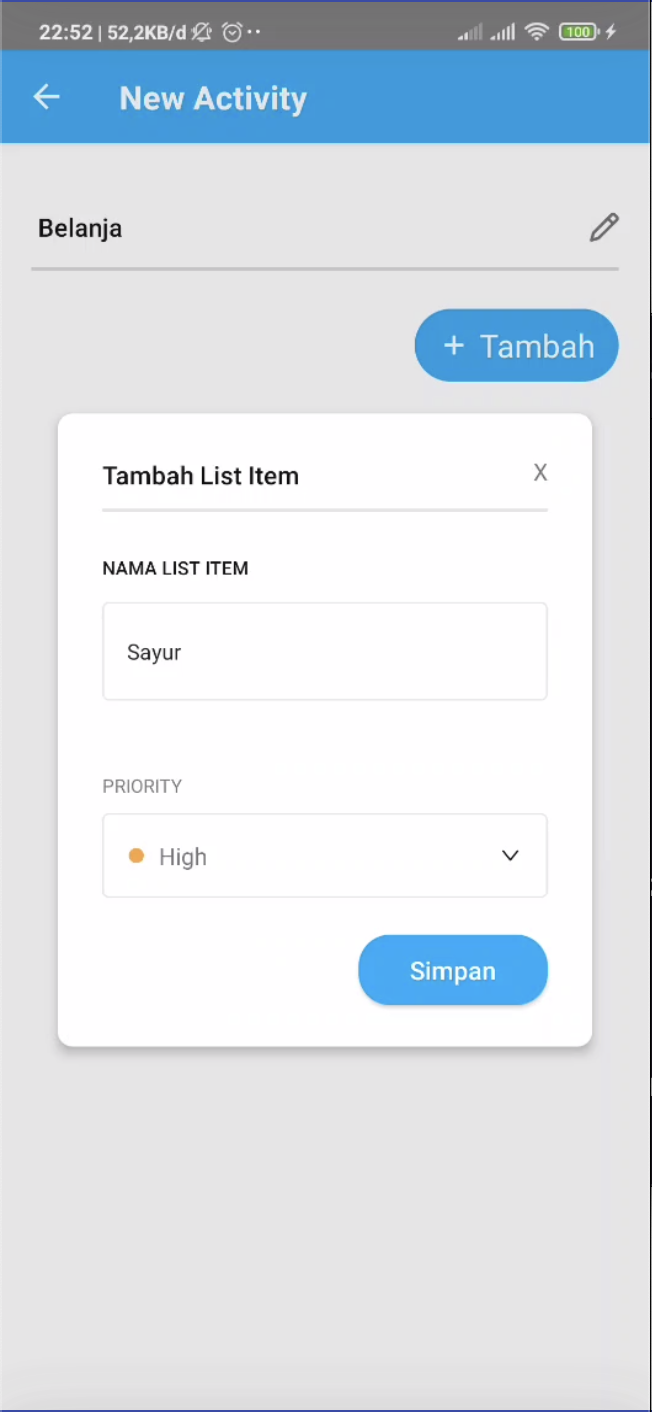 22:52 | 52,2KB/d
100
New Activity
Belanja
+ Tambah
Tambah List Item
X
NAMA LIST ITEM
Sayur
PRIORITY
High
Simpan